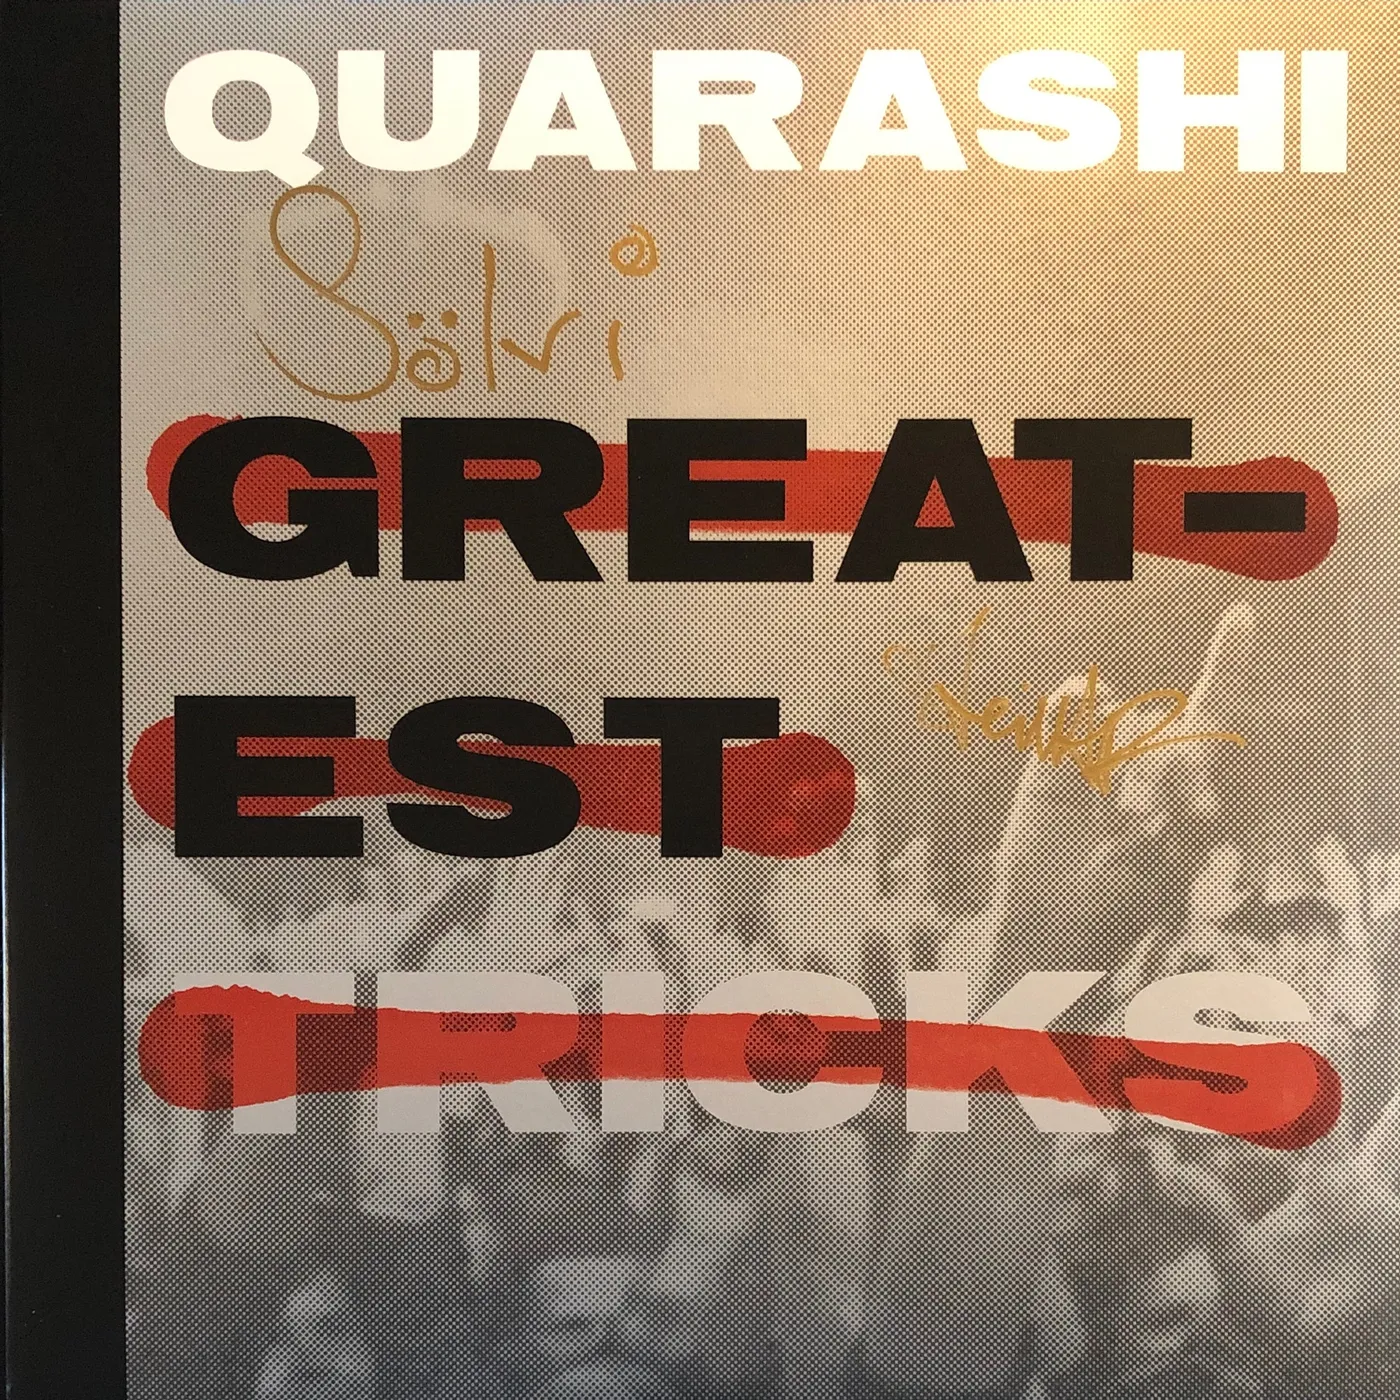 QUARASHI
Sölvi
GREAT-
EST
TRICKS